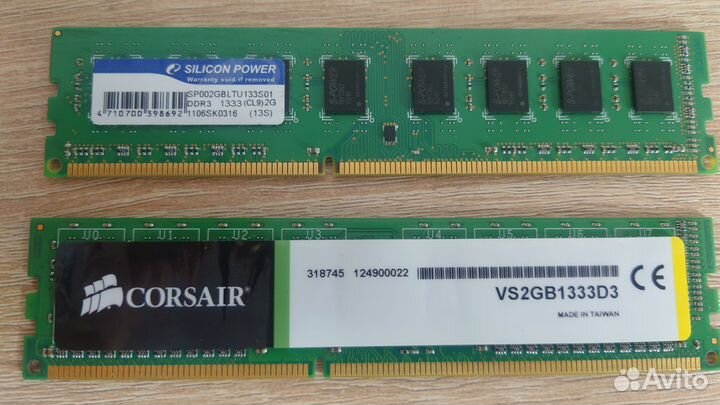 SILICON POWER
Warranty void if removed
SP002GBLTU133S01
DDR3 1333 (CL9) 2G
4 710700 398692 1106SK0316 (13S)
U0 U1 U2 U3 U4 U5 U6 U7
CORSAIR
318745 124900022
VS2GB1333D3
MADE IN TAIWAN
CE
Avito